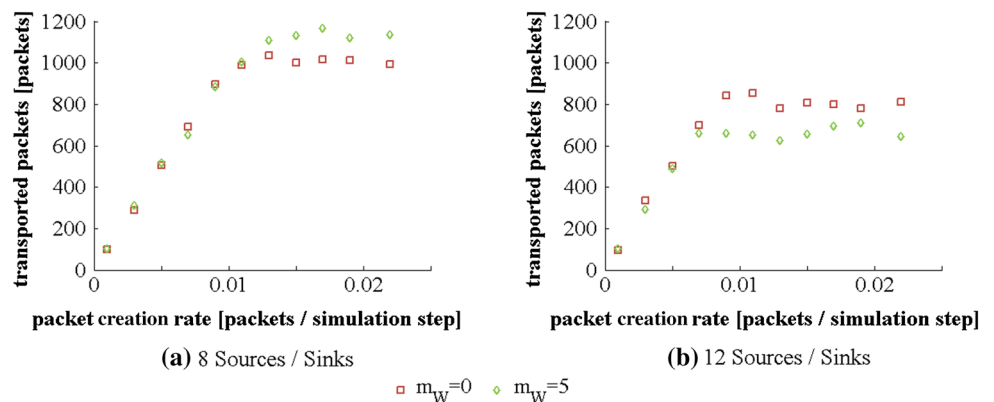 1200
1000
800
600
400
200
0
0 0.01 0.02
transported packets [packets]
packet creation rate [packets / simulation step]
(a) 8 Sources / Sinks
1200
1000
800
600
400
200
0
0 0.01 0.02
transported packets [packets]
packet creation rate [packets / simulation step]
(b) 12 Sources / Sinks
m_W=0 m_W=5